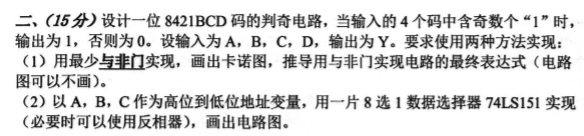 二、(15分)设计一位 8421BCD 码的判奇电路，当输入的 4 个码中含奇数个“1”时，
输出为 1，否则为 0。设输入为 A，B，C，D，输出为 Y。要求使用两种方法实现：
（1）用最少与非门实现，画出卡诺图，推导用与非门实现电路的最终表达式（电路
图可以不画）。
（2）以 A，B，C 作为高位到低位地址变量，用一片 8 选 1 数据选择器 74LS151 实现
（必要时可以使用反相器），画出电路图。